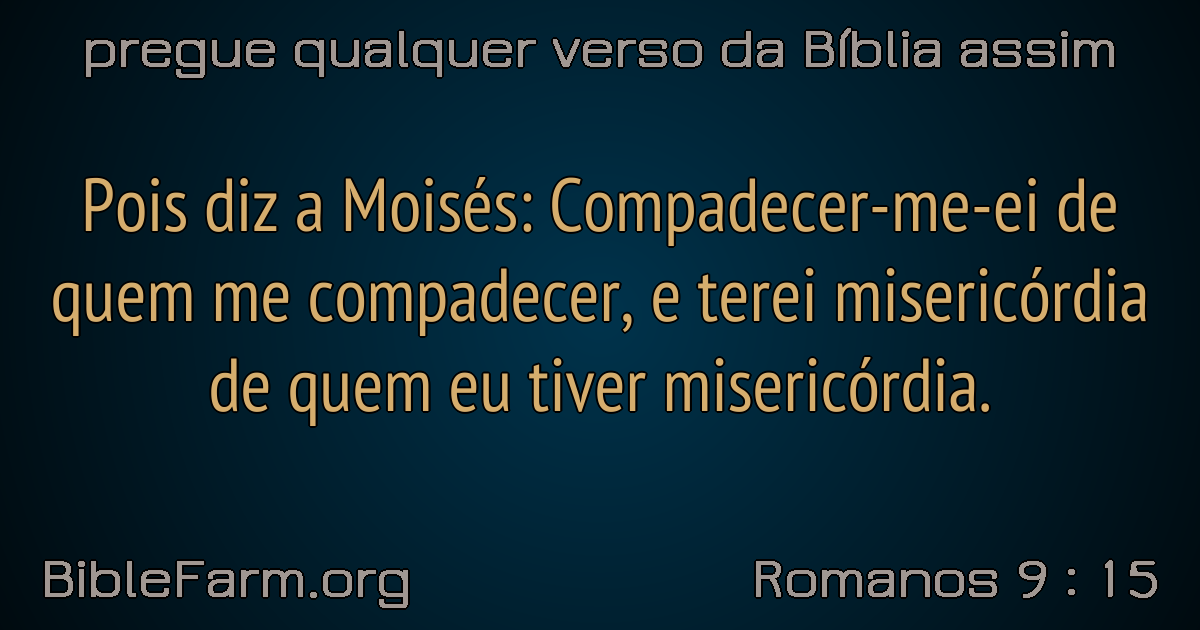 pregue qualquer verso da Bíblia assim
Pois diz a Moisés: Compadecer-me-ei de
quem me compadecer, e terei misericórdia
de quem eu tiver misericórdia.
BibleFarm.org
Romanos 9 : 15